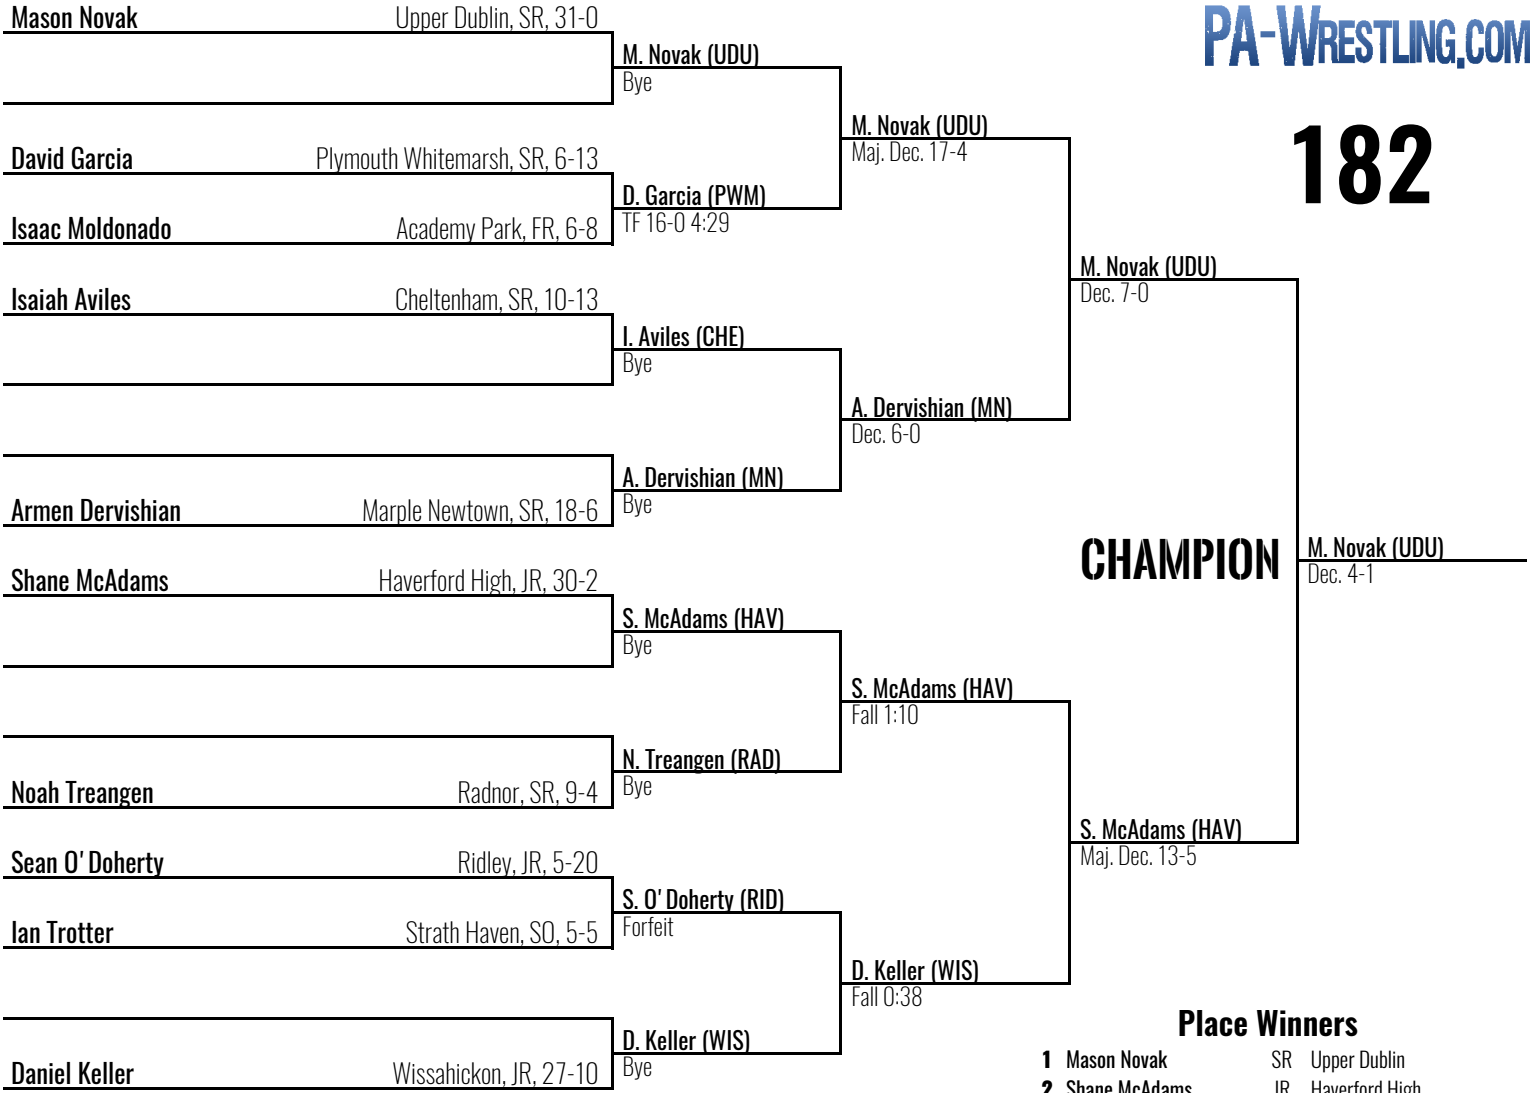 Mason Novak Upper Dublin, SR, 31-0
PA-WRESTLING.COM
M. Novak (UDU)
Bye
182
M. Novak (UDU)
Maj. Dec. 17-4
David Garcia Plymouth Whitemarsh, SR, 6-13
D. Garcia (PWM)
TF 16-0 4:29
Isaac Moldonado Academy Park, FR, 6-8
M. Novak (UDU)
Dec. 7-0
Isaiah Aviles Cheltenham, SR, 10-13
I. Aviles (CHE)
Bye
A. Dervishian (MN)
Dec. 6-0
A. Dervishian (MN)
Bye
Armen Dervishian Marple Newtown, SR, 18-6
CHAMPION
M. Novak (UDU)
Dec. 4-1
Shane McAdams Haverford High, JR, 30-2
S. McAdams (HAV)
Bye
S. McAdams (HAV)
Fall 1:10
N. Treangen (RAD)
Bye
Noah Treangen Radnor, SR, 9-4
S. McAdams (HAV)
Maj. Dec. 13-5
Sean O'Doherty Ridley, JR, 5-20
S. O'Doherty (RID)
Forfeit
Ian Trotter Strath Haven, SO, 5-5
D. Keller (WIS)
Fall 0:38
D. Keller (WIS)
Bye
Daniel Keller Wissahickon, JR, 27-10
Place Winners
1 Mason Novak SR Upper Dublin
2 Shane McAdams JR Haverford High